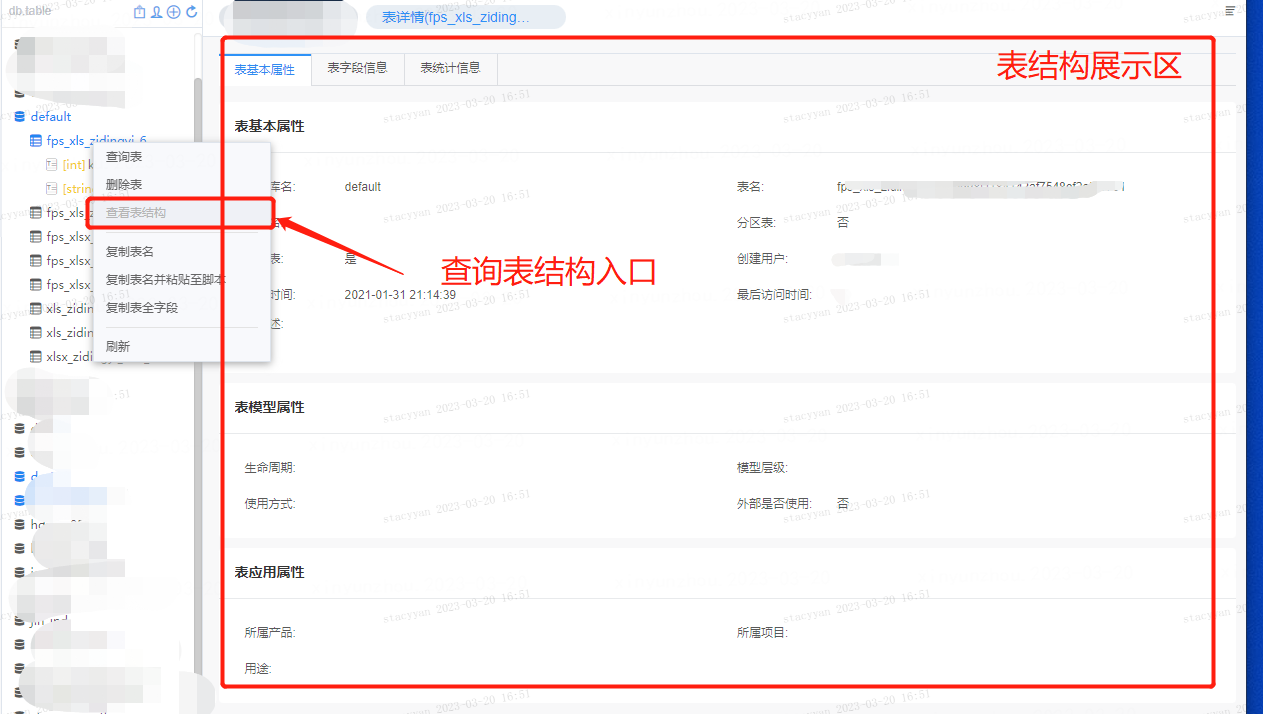 db.table
表详情(fps_xls_ziding...
表基本属性
表字段信息
表统计信息
表结构展示区
default
表基本属性
fps_xls_zidingyi_6
查询表
[int]
删除表
库名:
default
表名:
查看表结构
分区表:
否
fps_xlsx_
复制表名
表:
是
创建用户:
查询表结构入口
fps_xlsx_
复制表名并粘贴至脚本
fps_xlsx_
时间:
2021-01-31 21:14:39
最后访问时间:
xls_zidin
复制表全字段
述:
xls_zidin
刷新
xlsx_zidi
表模型属性
生命周期:
模型层级:
使用方式:
外部是否使用:
否
表应用属性
所属产品:
所属项目:
用途:
stacyyun 2023-03-20 16:51